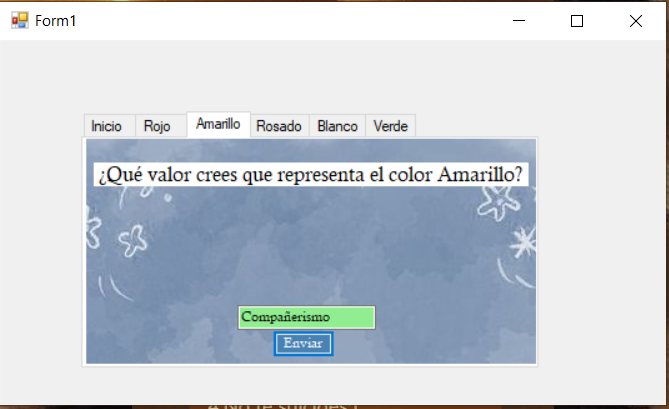 Form1
Inicio Rojo Amarillo Rosado Blanco Verde
¿Qué valor crees que representa el color Amarillo?
Compañerismo
Enviar